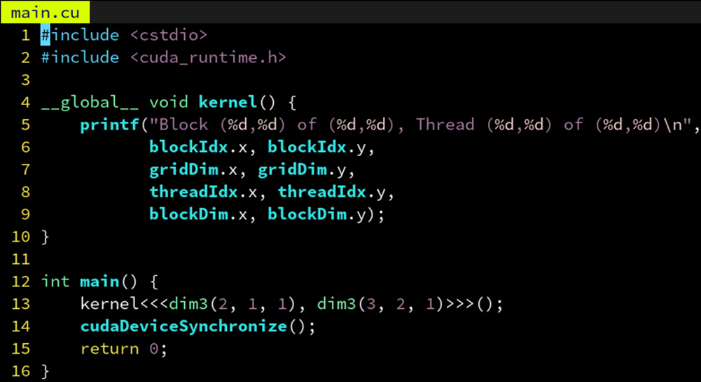 main.cu
1 #include <cstdio>
2 #include <cuda_runtime.h>
3
4 __global__ void kernel() {
5     printf("Block (%d,%d) of (%d,%d), Thread (%d,%d) of (%d,%d)\n",
6            blockIdx.x, blockIdx.y,
7            gridDim.x, gridDim.y,
8            threadIdx.x, threadIdx.y,
9            blockDim.x, blockDim.y);
10 }
11
12 int main() {
13     kernel<<<dim3(2, 1, 1), dim3(3, 2, 1)>>>();
14     cudaDeviceSynchronize();
15     return 0;
16 }